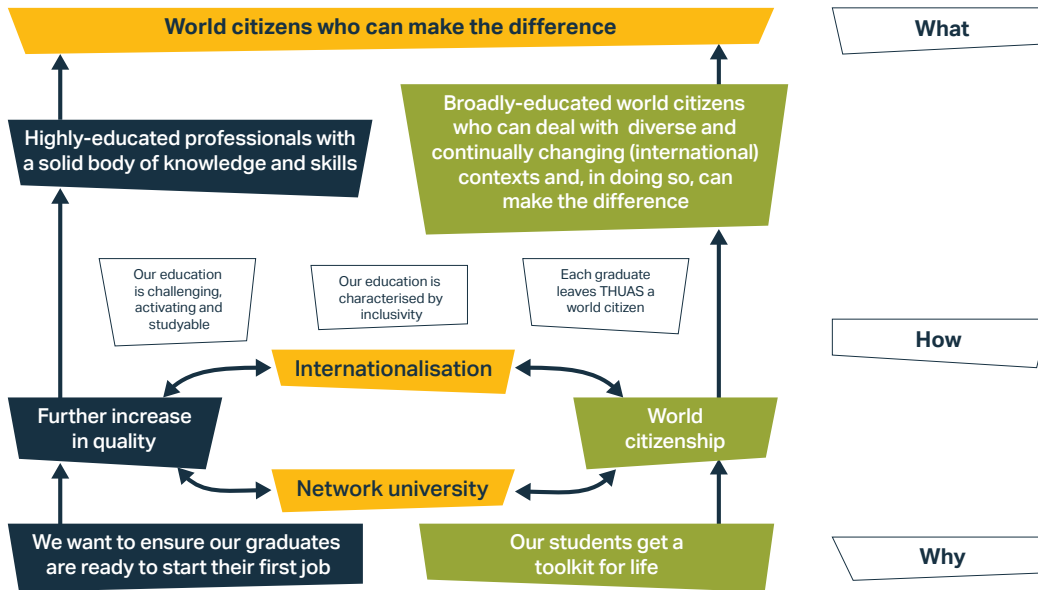 World citizens who can make the difference
What
Highly-educated professionals with
a solid body of knowledge and skills
Broadly-educated world citizens
who can deal with diverse and
continually changing (international)
contexts and, in doing so, can
make the difference
Our education
is challenging,
activating and
studyable
Our education is
characterised by
inclusivity
Each graduate
leaves THUAS a
world citizen
How
Internationalisation
Further increase
in quality
World
citizenship
Network university
We want to ensure our graduates
are ready to start their first job
Our students get a
toolkit for life
Why